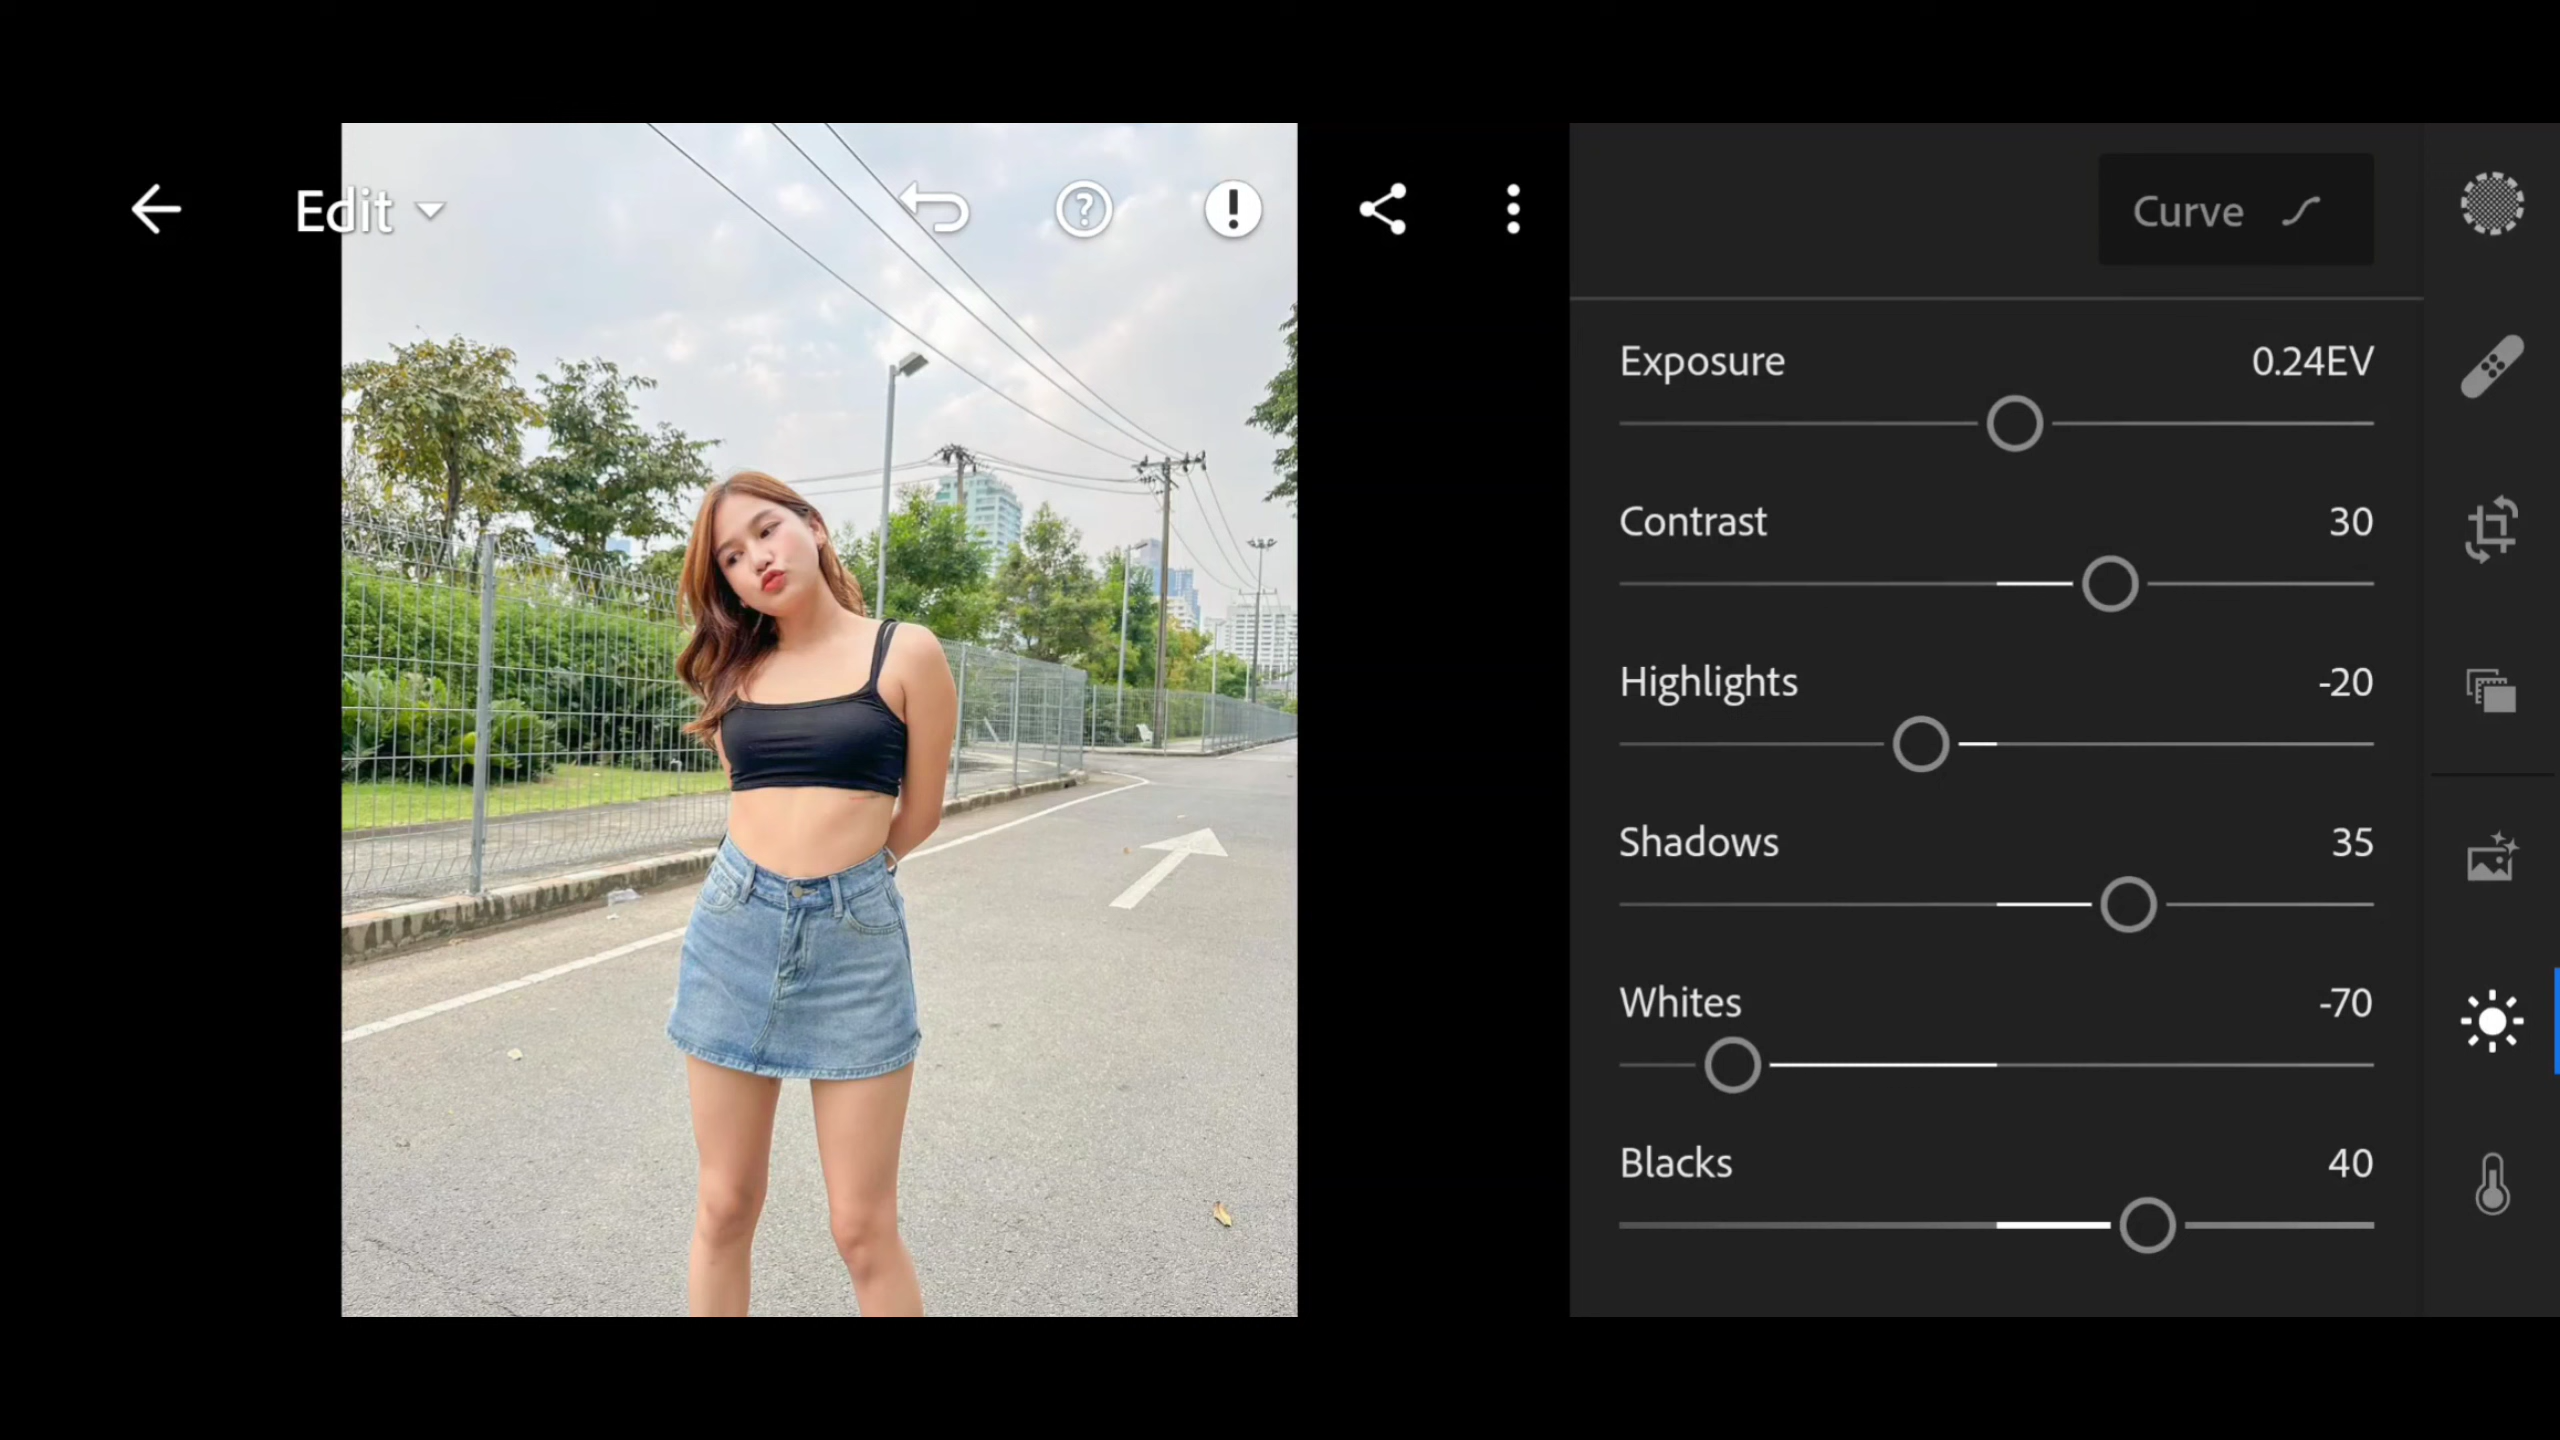 Edit
Curve
Exposure 0.24EV
Contrast 30
Highlights -20
Shadows 35
Whites -70
Blacks 40